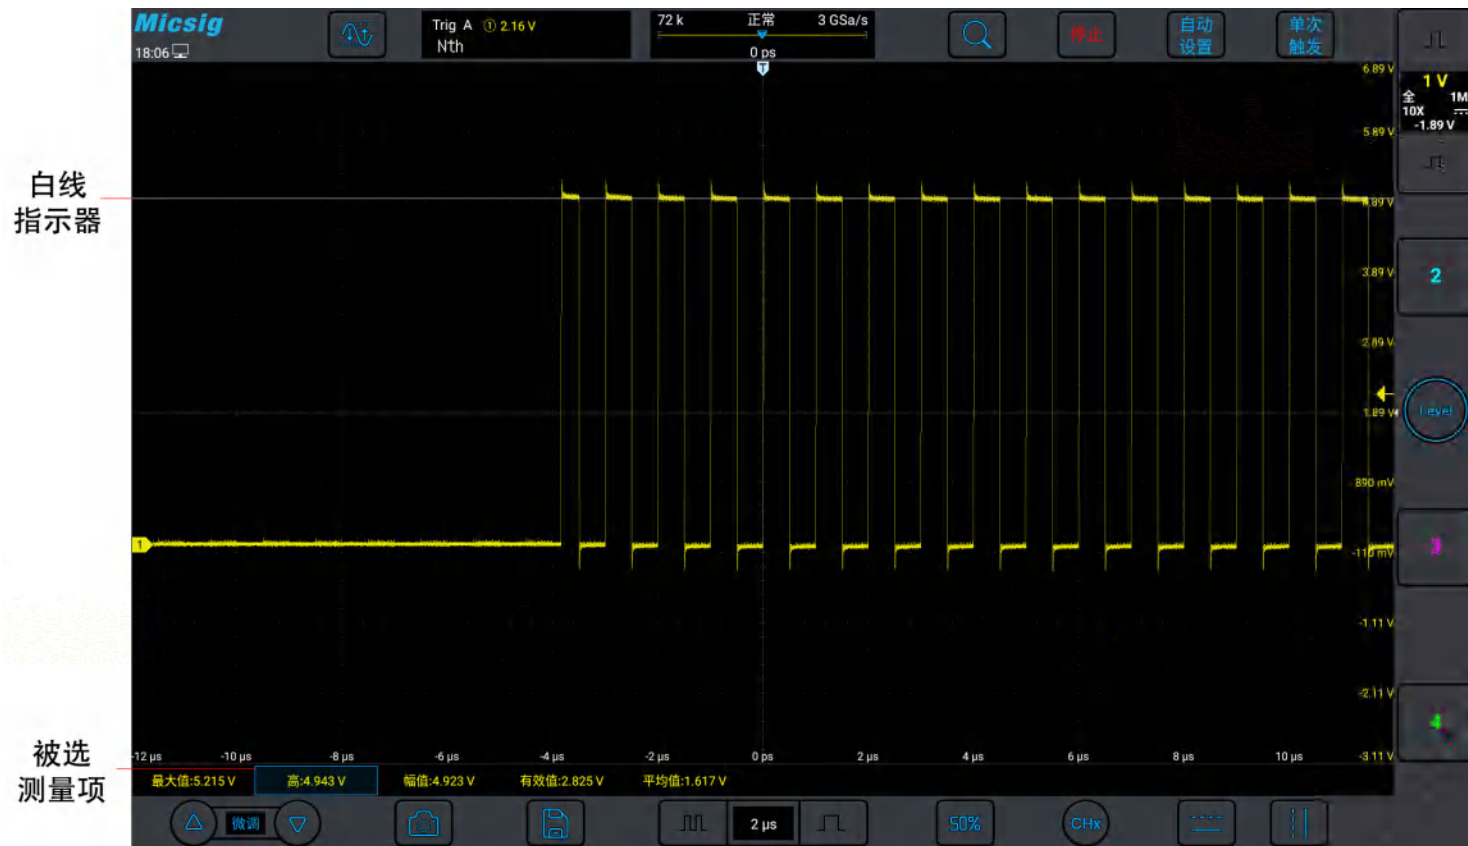 Micsig
18:06
Trig A ① 2.16 V
Nth
72 k 正常 3 GSa/s
0 ps
停止
自动
设置
单次
触发
T
1 V
全 1M
10X
-1.89 V
6.89 V
5.89 V
4.89 V
3.89 V
2.89 V
1.89 V
890 mV
-110 mV
-1.11 V
-2.11 V
-3.11 V
白线
指示器
2
Level
1
3
4
被选
测量项
-12 μs -10 μs -8 μs -6 μs -4 μs -2 μs 0 ps 2 μs 4 μs 6 μs 8 μs 10 μs
最大值:5.215 V 高:4.943 V 幅值:4.923 V 有效值:2.825 V 平均值:1.617 V
微调
2 μs
50%
CHx